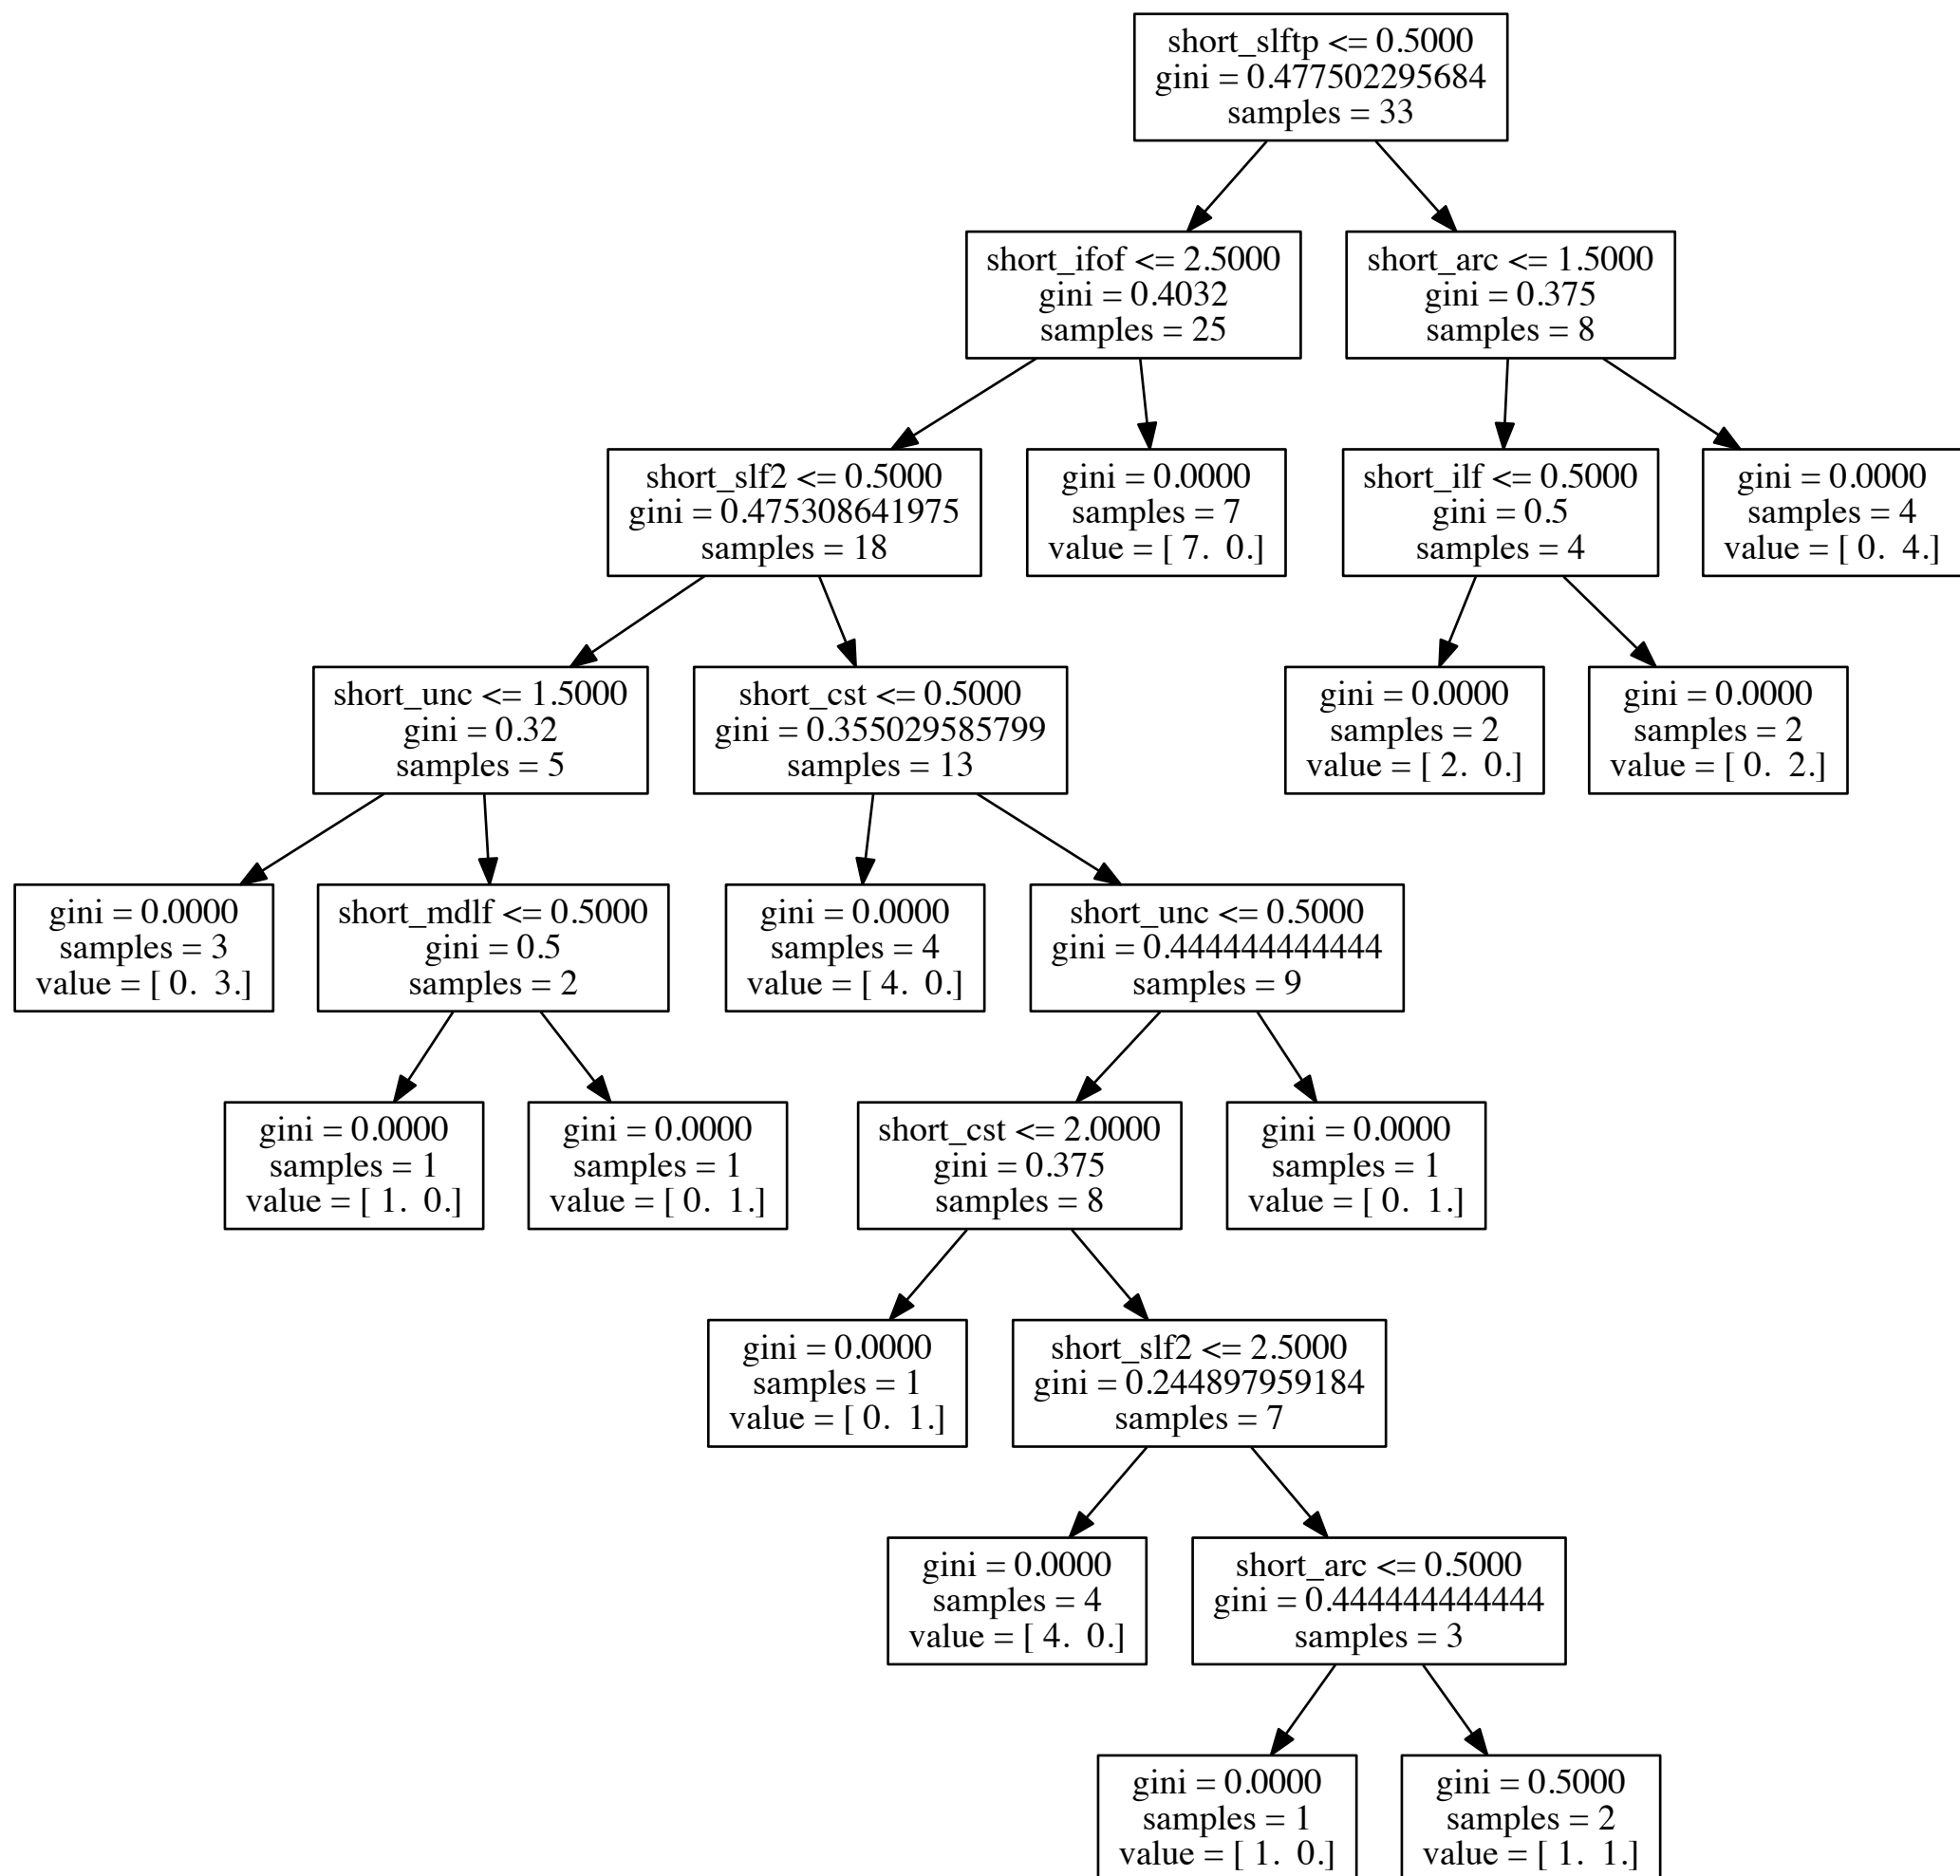 short_slftp <= 0.5000
gini = 0.477502295684
samples = 33
short_ifof <= 2.5000
gini = 0.4032
samples = 25
short_arc <= 1.5000
gini = 0.375
samples = 8
short_slf2 <= 0.5000
gini = 0.475308641975
samples = 18
gini = 0.0000
samples = 7
value = [ 7.  0.]
short_ilf <= 0.5000
gini = 0.5
samples = 4
gini = 0.0000
samples = 4
value = [ 0.  4.]
short_unc <= 1.5000
gini = 0.32
samples = 5
short_cst <= 0.5000
gini = 0.355029585799
samples = 13
gini = 0.0000
samples = 2
value = [ 2.  0.]
gini = 0.0000
samples = 2
value = [ 0.  2.]
gini = 0.0000
samples = 3
value = [ 0.  3.]
short_mdlf <= 0.5000
gini = 0.5
samples = 2
gini = 0.0000
samples = 4
value = [ 4.  0.]
short_unc <= 0.5000
gini = 0.444444444444
samples = 9
gini = 0.0000
samples = 1
value = [ 1.  0.]
gini = 0.0000
samples = 1
value = [ 0.  1.]
short_cst <= 2.0000
gini = 0.375
samples = 8
gini = 0.0000
samples = 1
value = [ 0.  1.]
gini = 0.0000
samples = 1
value = [ 0.  1.]
short_slf2 <= 2.5000
gini = 0.244897959184
samples = 7
gini = 0.0000
samples = 4
value = [ 4.  0.]
short_arc <= 0.5000
gini = 0.444444444444
samples = 3
gini = 0.0000
samples = 1
value = [ 1.  0.]
gini = 0.5000
samples = 2
value = [ 1.  1.]